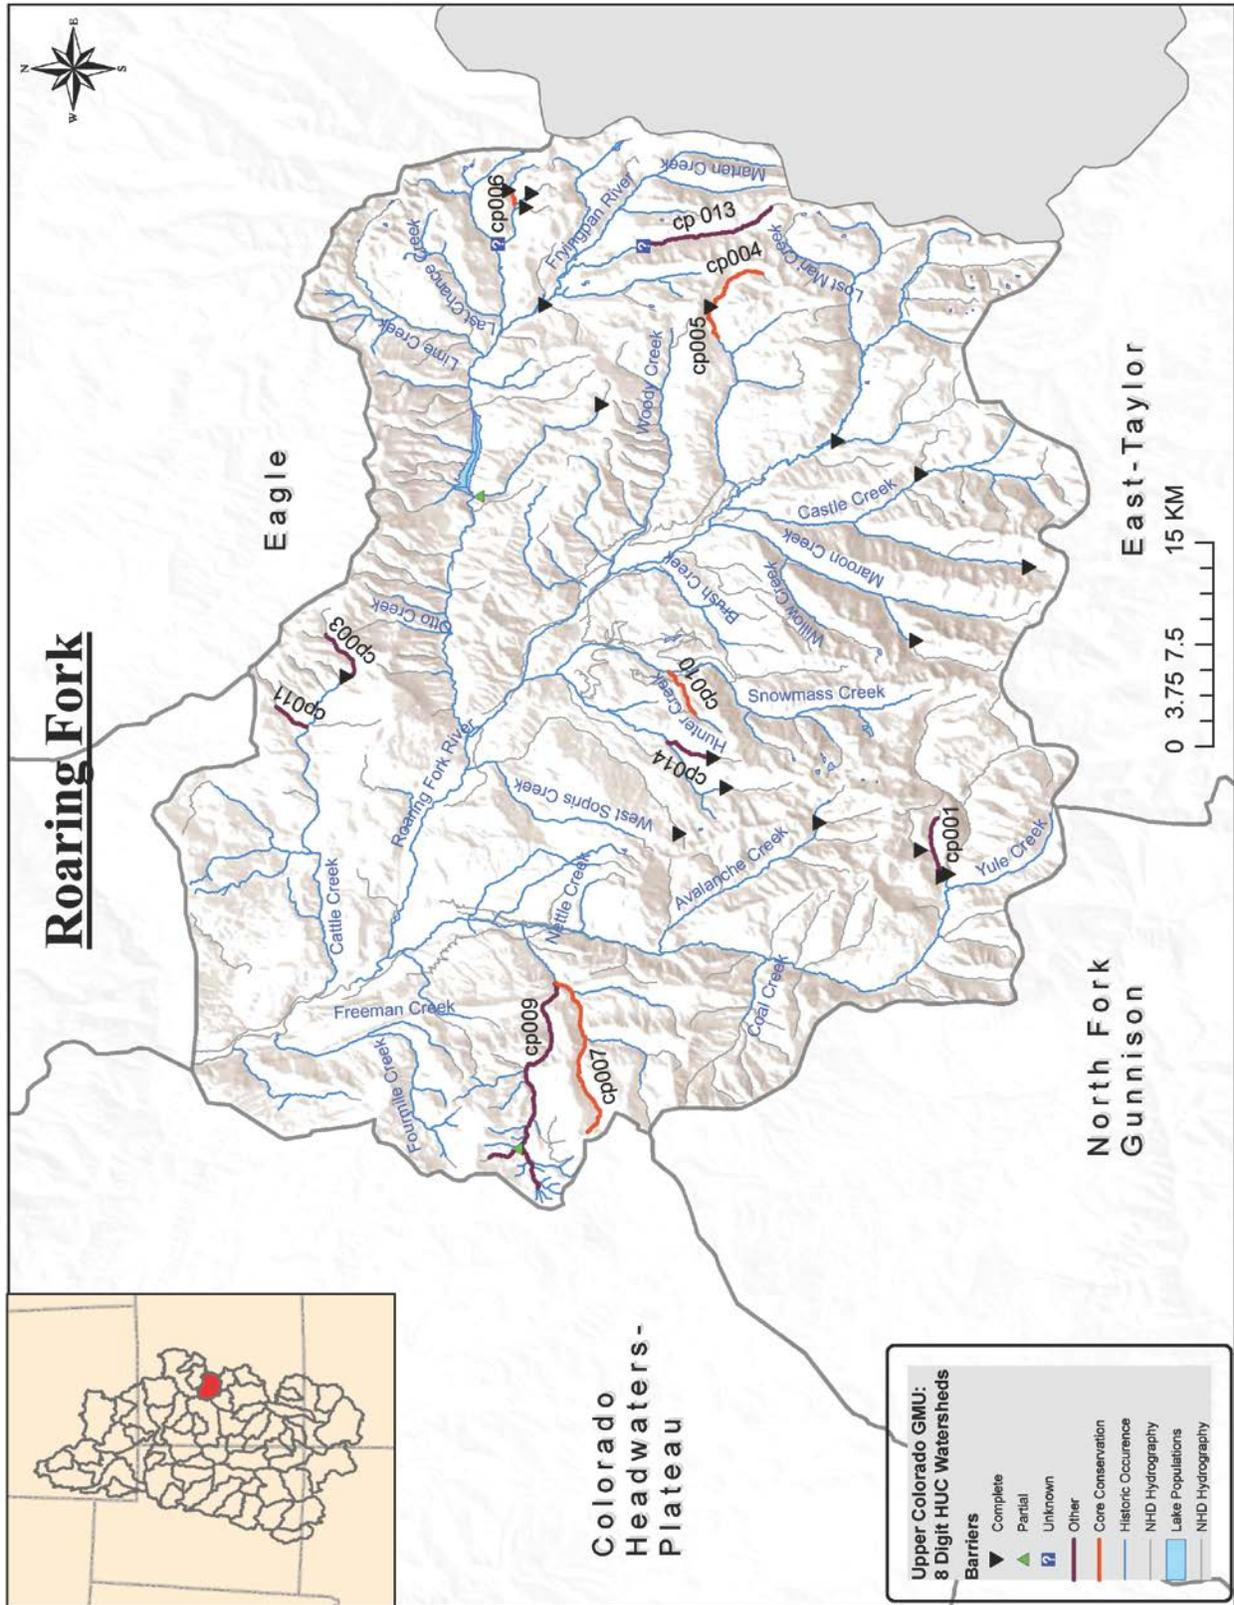 Roaring Fork
N
E
S
W
Eagle
East-Taylor
North Fork
Gunnison
Colorado
Headwaters-
Plateau
cp011
cp003
cp006
cp 013
cp004
cp005
cp010
cp014
cp001
cp009
cp007
Cattle Creek
Otto Creek
Lime Creek
Last Chance Creek
Fryingpan River
Marten Creek
Lost Man Creek
Woody Creek
Castle Creek
Maroon Creek
Willow Creek
Brush Creek
Snowmass Creek
Hunter Creek
West Sopris Creek
Roaring Fork River
Avalanche Creek
Nettle Creek
Yule Creek
Coal Creek
Freeman Creek
Fourmile Creek
0 3.75 7.5 15 KM
Upper Colorado GMU:
8 Digit HUC Watersheds
Barriers
Complete
Partial
? Unknown
Other
Core Conservation
Historic Occurence
NHD Hydrography
Lake Populations
NHD Hydrography
?
?